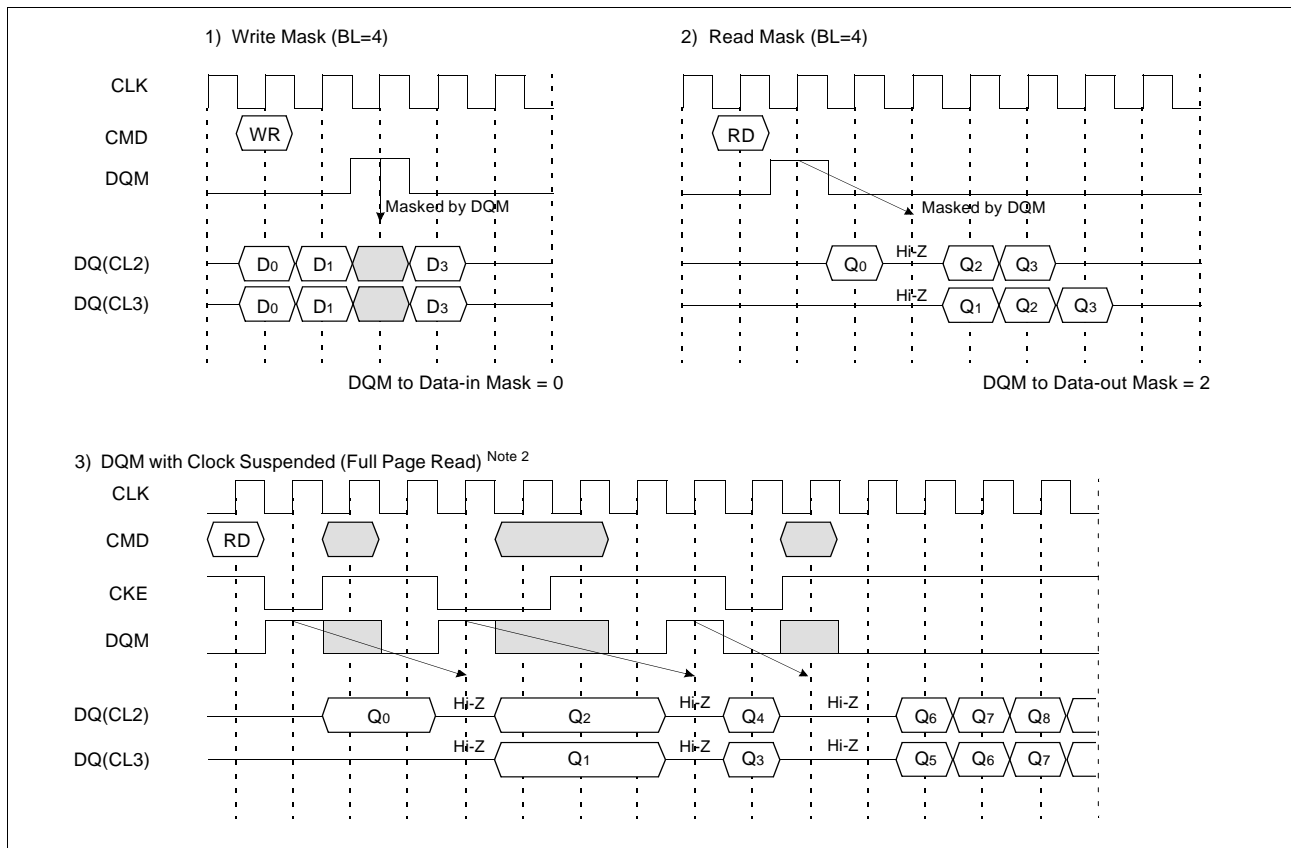 1) Write Mask (BL=4)
CLK
CMD
WR
DQM
Masked by DQM
DQ(CL2)
D0 D1 D3
DQ(CL3)
D0 D1 D3
DQM to Data-in Mask = 0
2) Read Mask (BL=4)
RD
Masked by DQM
Hi-Z
Q0 Q2 Q3
Hi-Z
Q1 Q2 Q3
DQM to Data-out Mask = 2
3) DQM with Clock Suspended (Full Page Read) Note 2
CLK
CMD
RD
CKE
DQM
Hi-Z Hi-Z Hi-Z
DQ(CL2)
Q0 Q2 Q4 Q6 Q7 Q8
Hi-Z Hi-Z Hi-Z
DQ(CL3)
Q1 Q3 Q5 Q6 Q7